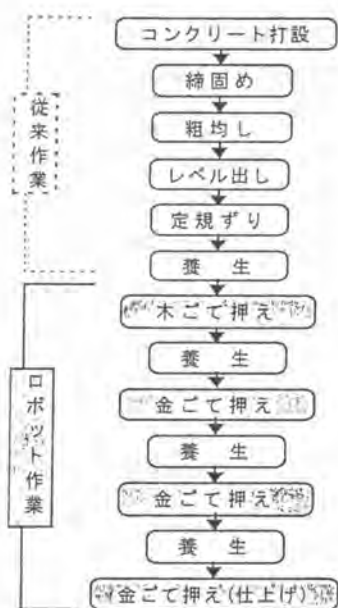 コンクリート打設
締固め
粗均し
レベル出し
定規ずり
養生
木ごて押え
養生
金ごて押え
養生
金ごて押え
養生
金ごて押え(仕上げ)
従来作業
ロボット作業